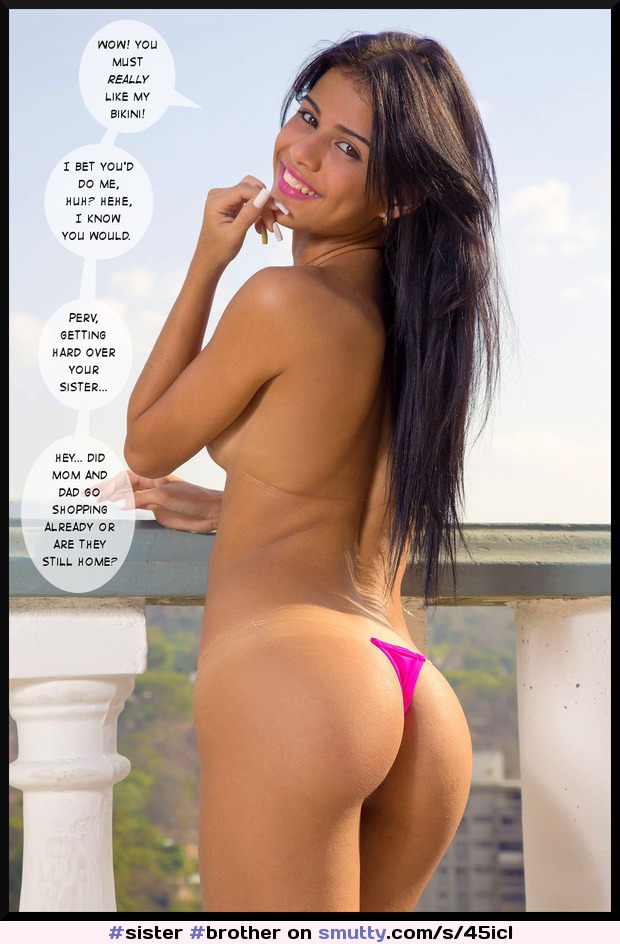 WOW! YOU
MUST
REALLY
LIKE MY
BIKINI!
I BET YOU'D
DO ME,
HUH? HEHE,
I KNOW
YOU WOULD.
PERV,
GETTING
HARD OVER
YOUR
SISTER...
HEY... DID
MOM AND
DAD GO
SHOPPING
ALREADY OR
ARE THEY
STILL HOME?
#sister #brother on smutty.com/s/45icl